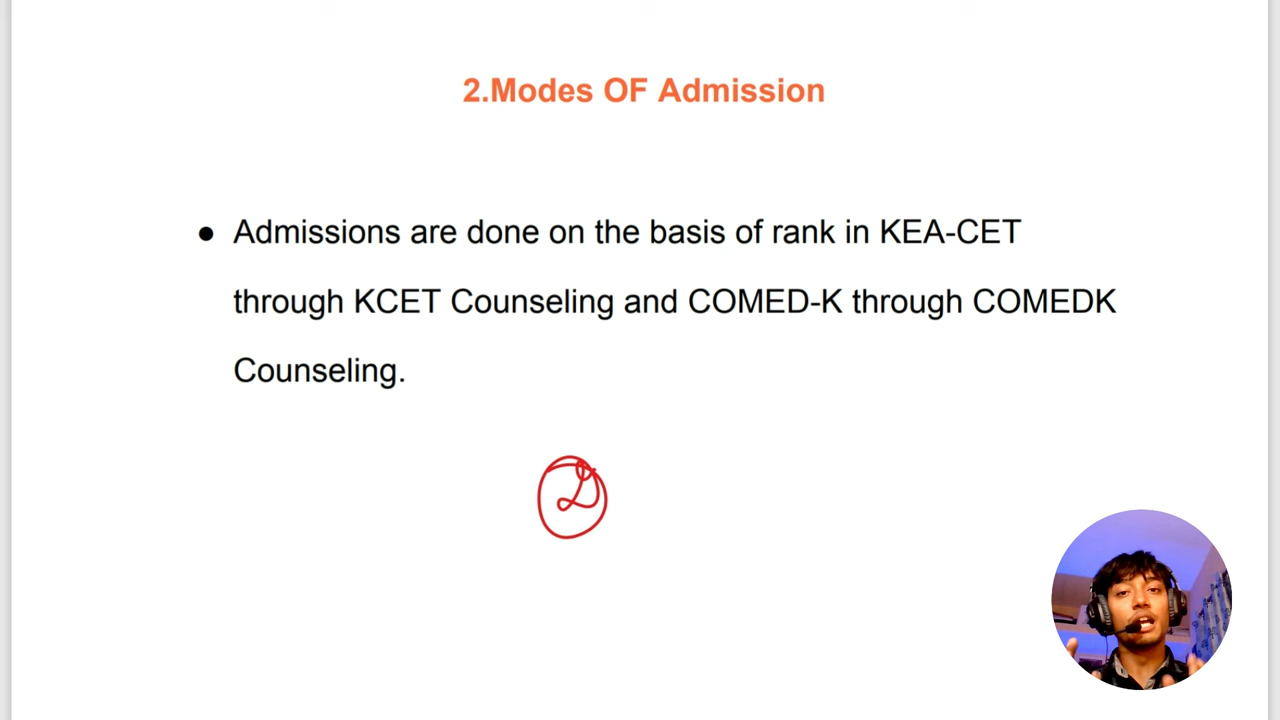 2.Modes OF Admission
● Admissions are done on the basis of rank in KEA-CET
through KCET Counseling and COMED-K through COMEDK
Counseling.
2